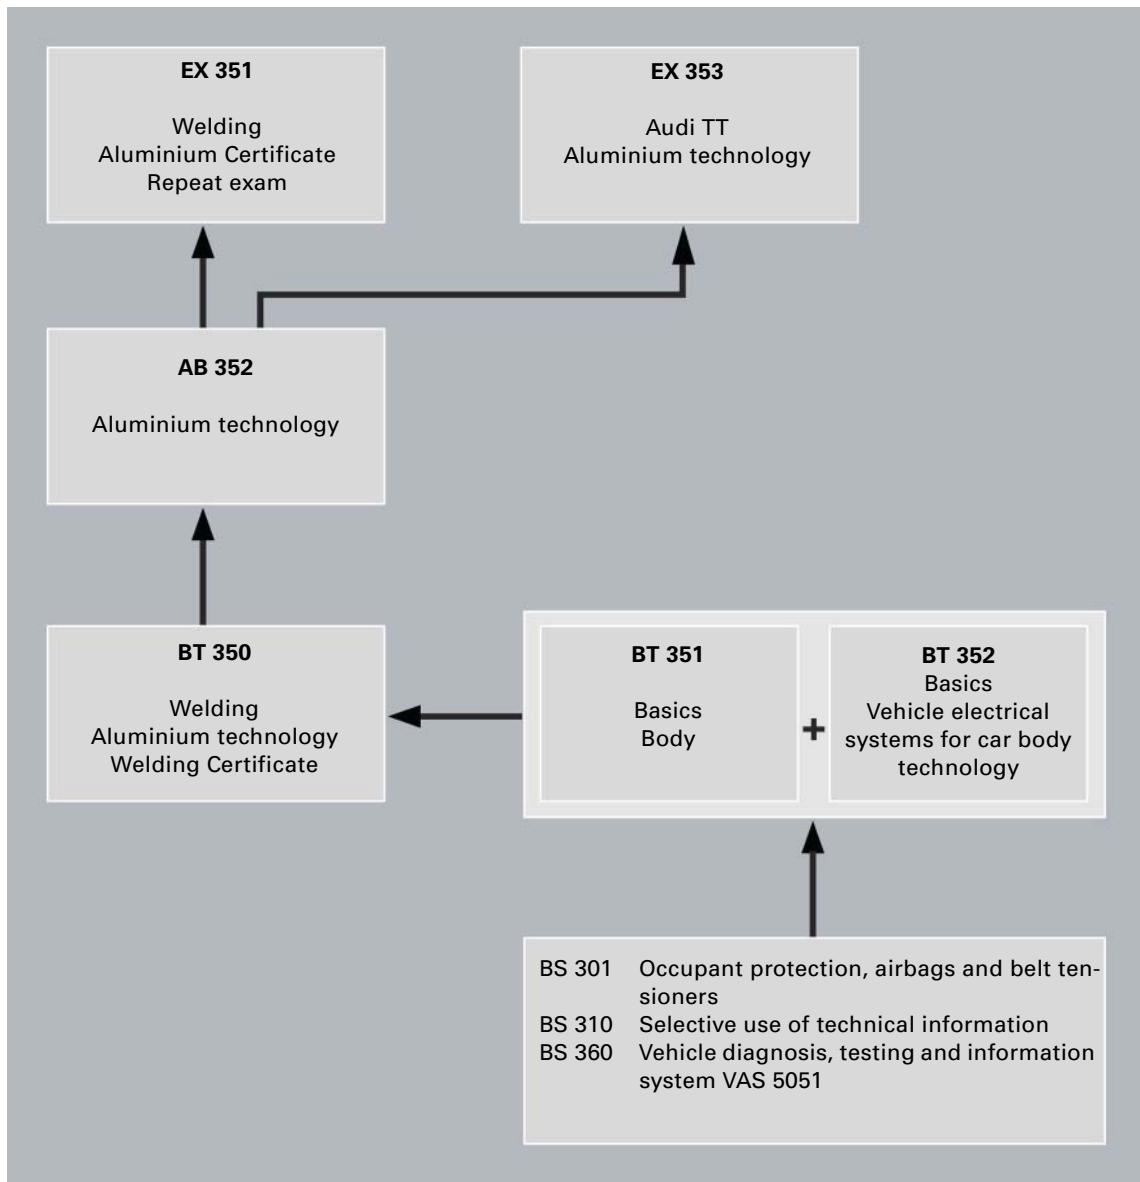 EX 351
Welding
Aluminium Certificate
Repeat exam
EX 353
Audi TT
Aluminium technology
AB 352
Aluminium technology
BT 350
Welding
Aluminium technology
Welding Certificate
BT 351
Basics
Body
+
BT 352
Basics
Vehicle electrical
systems for car body
technology
BS 301 Occupant protection, airbags and belt ten-
sioners
BS 310 Selective use of technical information
BS 360 Vehicle diagnosis, testing and information
system VAS 5051